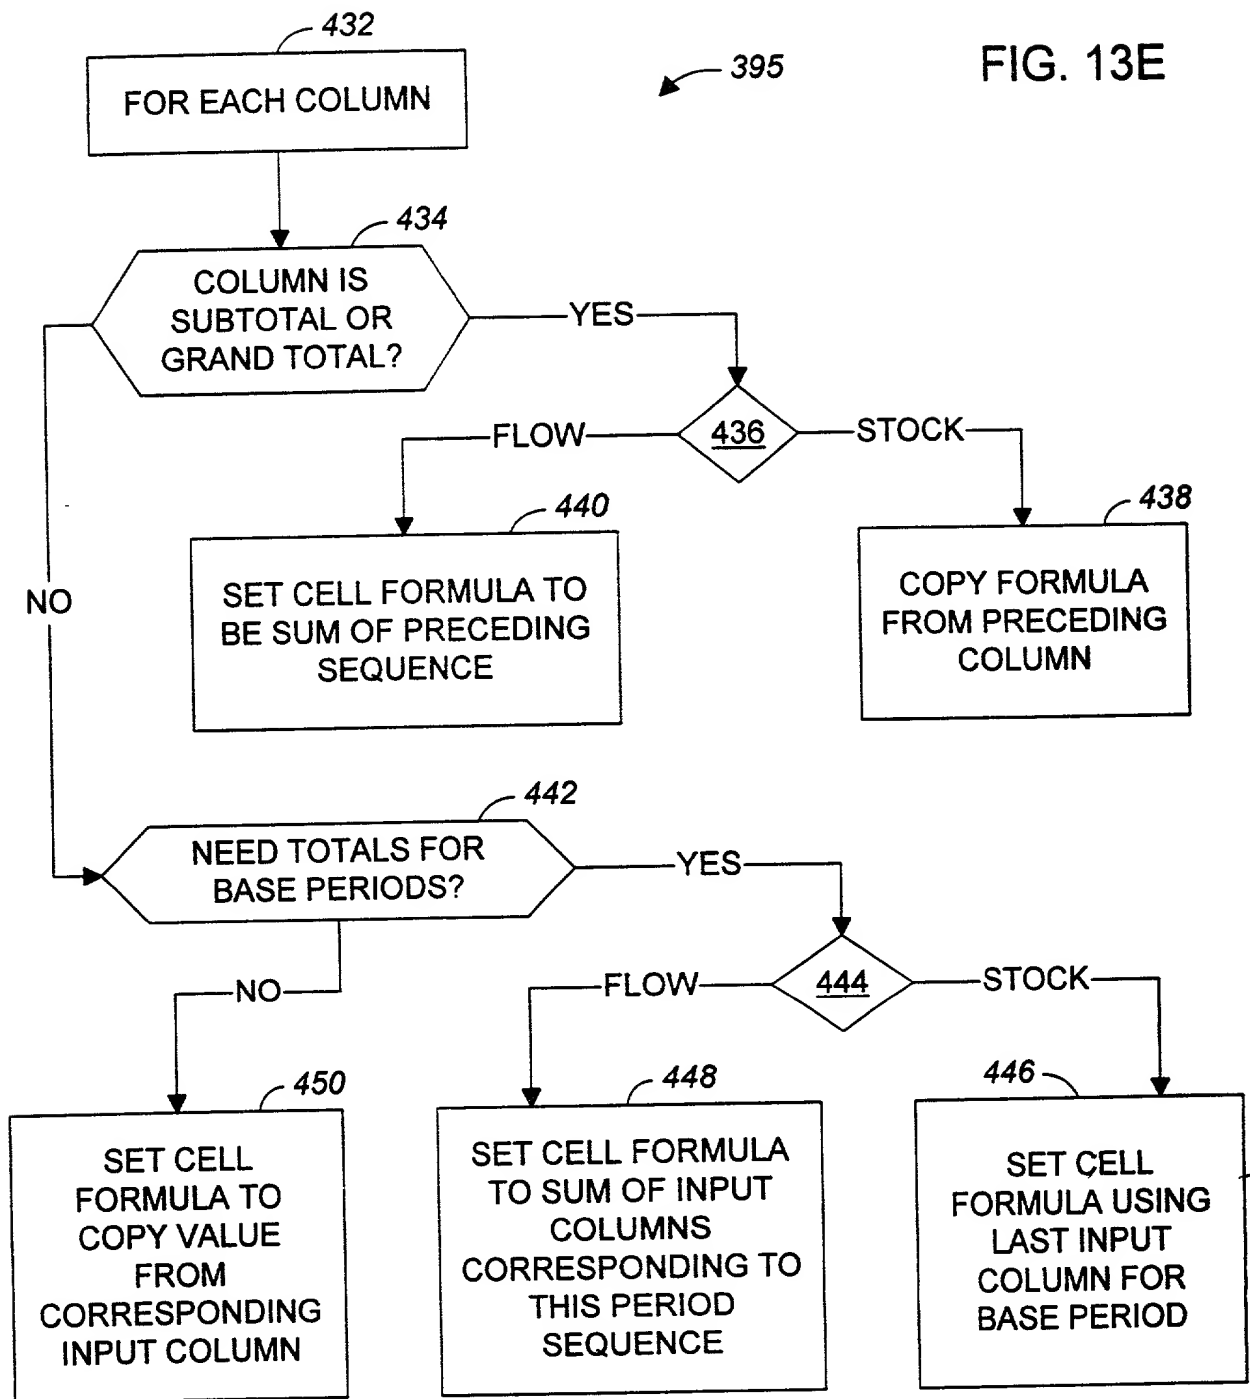 432
FOR EACH COLUMN
395
FIG. 13E
434
COLUMN IS
SUBTOTAL OR
GRAND TOTAL?
YES
436
FLOW
STOCK
440
SET CELL FORMULA TO
BE SUM OF PRECEDING
SEQUENCE
438
COPY FORMULA
FROM PRECEDING
COLUMN
NO
442
NEED TOTALS FOR
BASE PERIODS?
YES
NO
444
FLOW
STOCK
450
SET CELL
FORMULA TO
COPY VALUE
FROM
CORRESPONDING
INPUT COLUMN
448
SET CELL FORMULA
TO SUM OF INPUT
COLUMNS
CORRESPONDING TO
THIS PERIOD
SEQUENCE
446
SET CELL
FORMULA USING
LAST INPUT
COLUMN FOR
BASE PERIOD